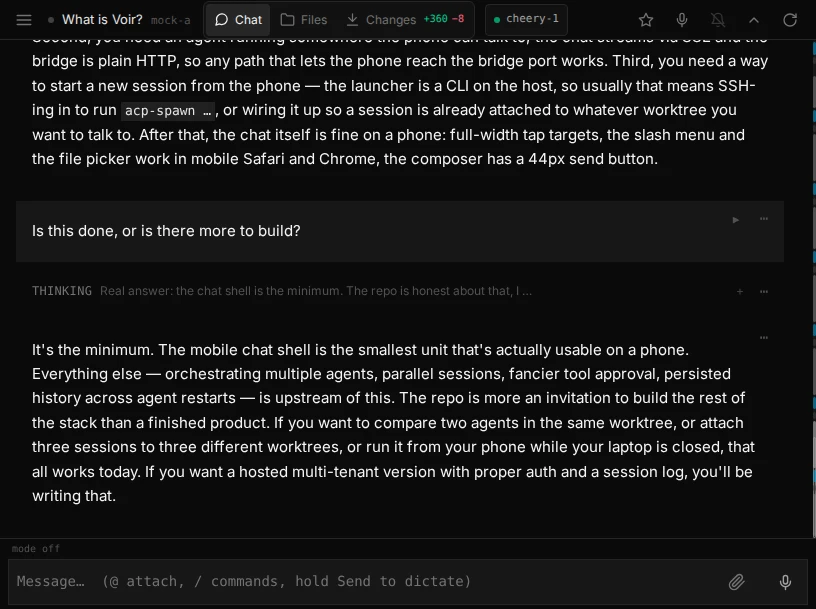 What is Voir? mock-a Chat Files Changes +360 −8 cheery-1
Second, you need an agent running somewhere the phone can talk to; the chat streams via SSE and the
bridge is plain HTTP, so any path that lets the phone reach the bridge port works. Third, you need a way
to start a new session from the phone — the launcher is a CLI on the host, so usually that means SSH-
ing in to run acp-spawn …, or wiring it up so a session is already attached to whatever worktree you
want to talk to. After that, the chat itself is fine on a phone: full-width tap targets, the slash menu and
the file picker work in mobile Safari and Chrome, the composer has a 44px send button.
Is this done, or is there more to build?
THINKING Real answer: the chat shell is the minimum. The repo is honest about that, I …
It's the minimum. The mobile chat shell is the smallest unit that's actually usable on a phone.
Everything else — orchestrating multiple agents, parallel sessions, fancier tool approval, persisted
history across agent restarts — is upstream of this. The repo is more an invitation to build the rest of
the stack than a finished product. If you want to compare two agents in the same worktree, or attach
three sessions to three different worktrees, or run it from your phone while your laptop is closed, that
all works today. If you want a hosted multi-tenant version with proper auth and a session log, you'll be
writing that.
mode off
Message… (@ attach, / commands, hold Send to dictate)